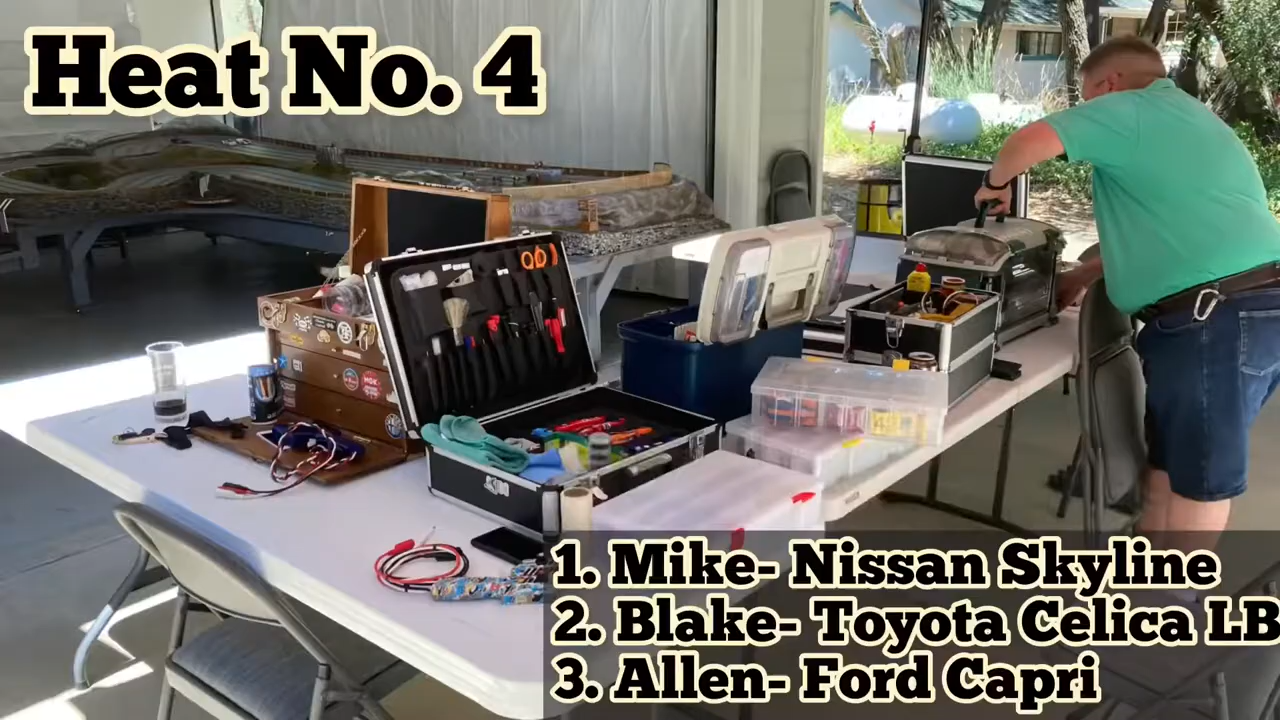 Heat No. 4
1. Mike- Nissan Skyline
2. Blake- Toyota Celica LB
3. Allen- Ford Capri